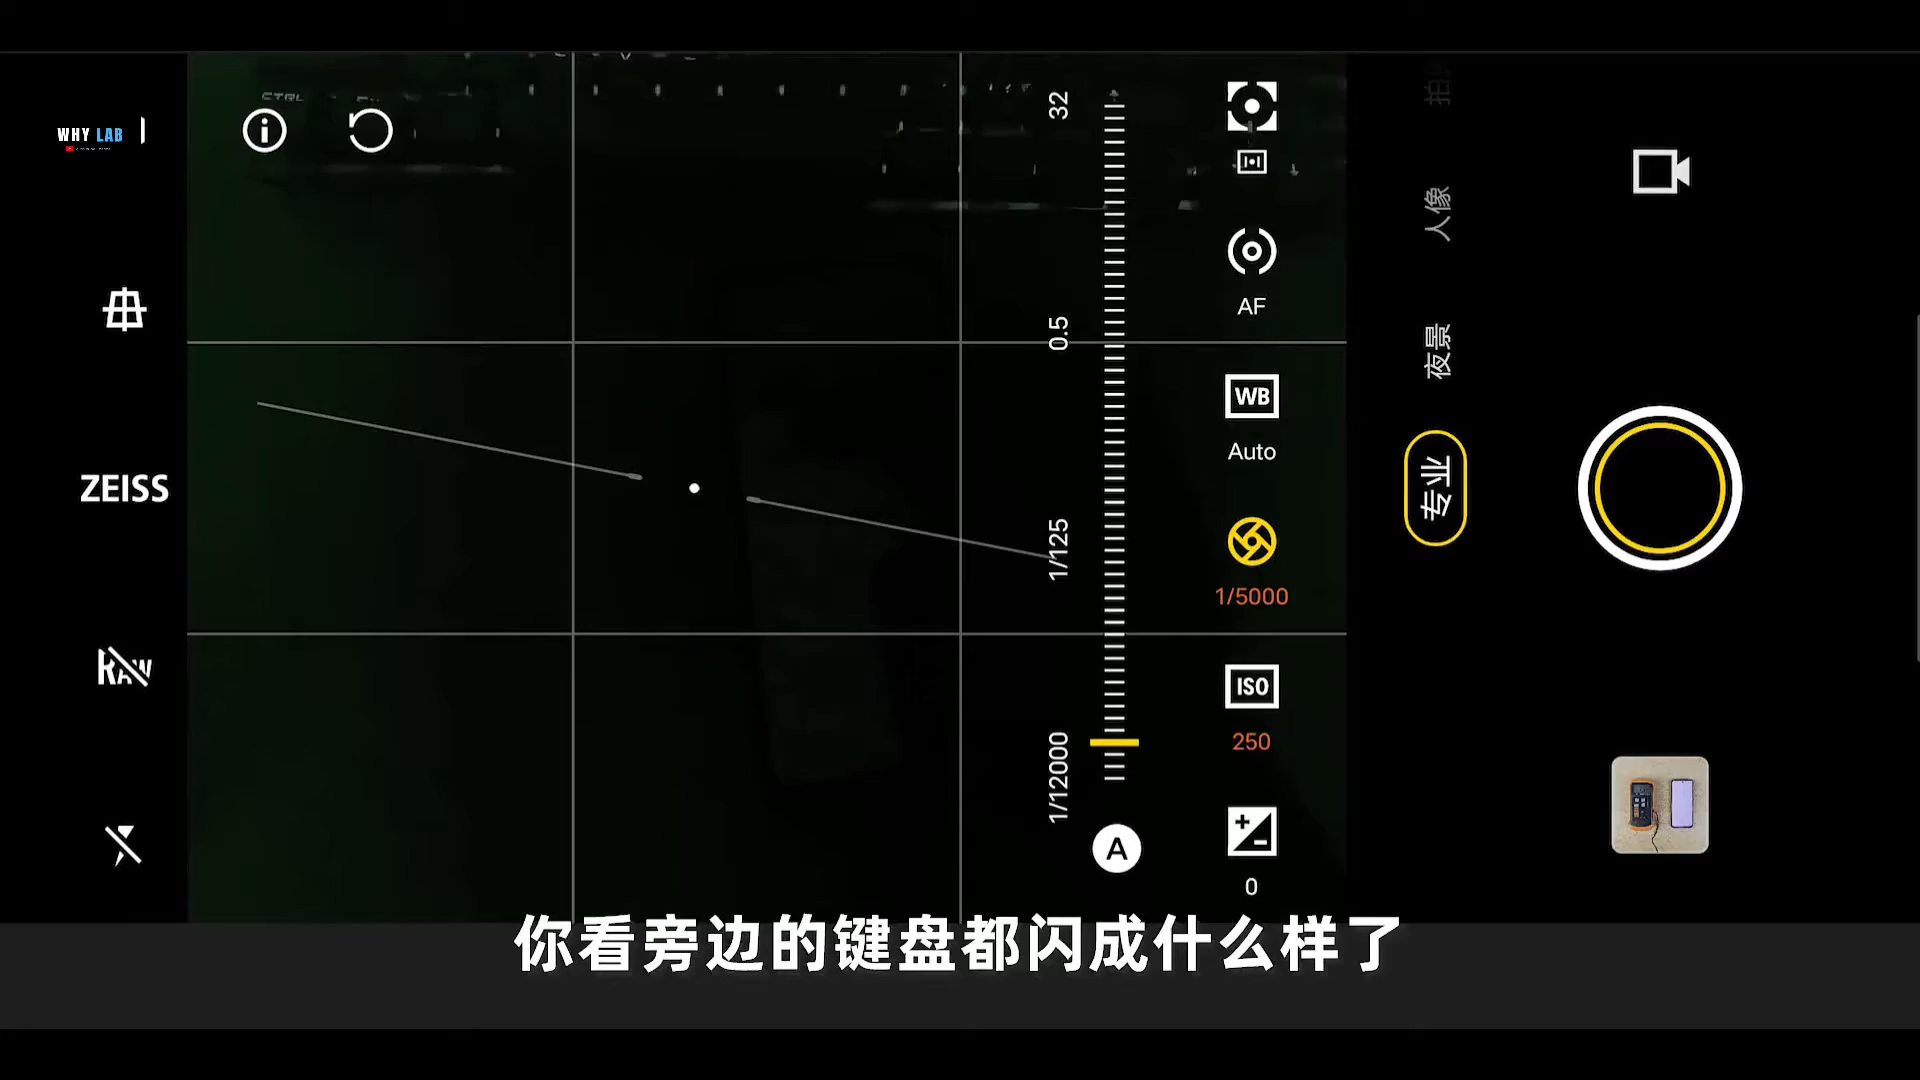 WHY LAB
CTRL
32
0.5
1/125
1/12000
A
AF
WB
Auto
1/5000
ISO
250
0
人像
夜景
专业
ZEISS
RAW
你看旁边的键盘都闪成什么样了